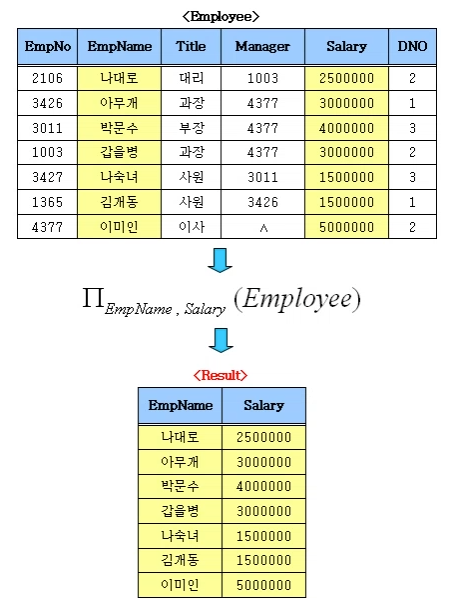 <Employee>
EmpNo EmpName Title Manager Salary DNO
2106 나대로 대리 1003 2500000 2
3426 아무개 과장 4377 3000000 1
3011 박문수 부장 4377 4000000 3
1003 갑을병 과장 4377 3000000 2
3427 나숙녀 사원 3011 1500000 3
1365 김개동 사원 3426 1500000 1
4377 이미인 이사 ∧ 5000000 2
Π EmpName , Salary (Employee)
<Result>
EmpName Salary
나대로 2500000
아무개 3000000
박문수 4000000
갑을병 3000000
나숙녀 1500000
김개동 1500000
이미인 5000000